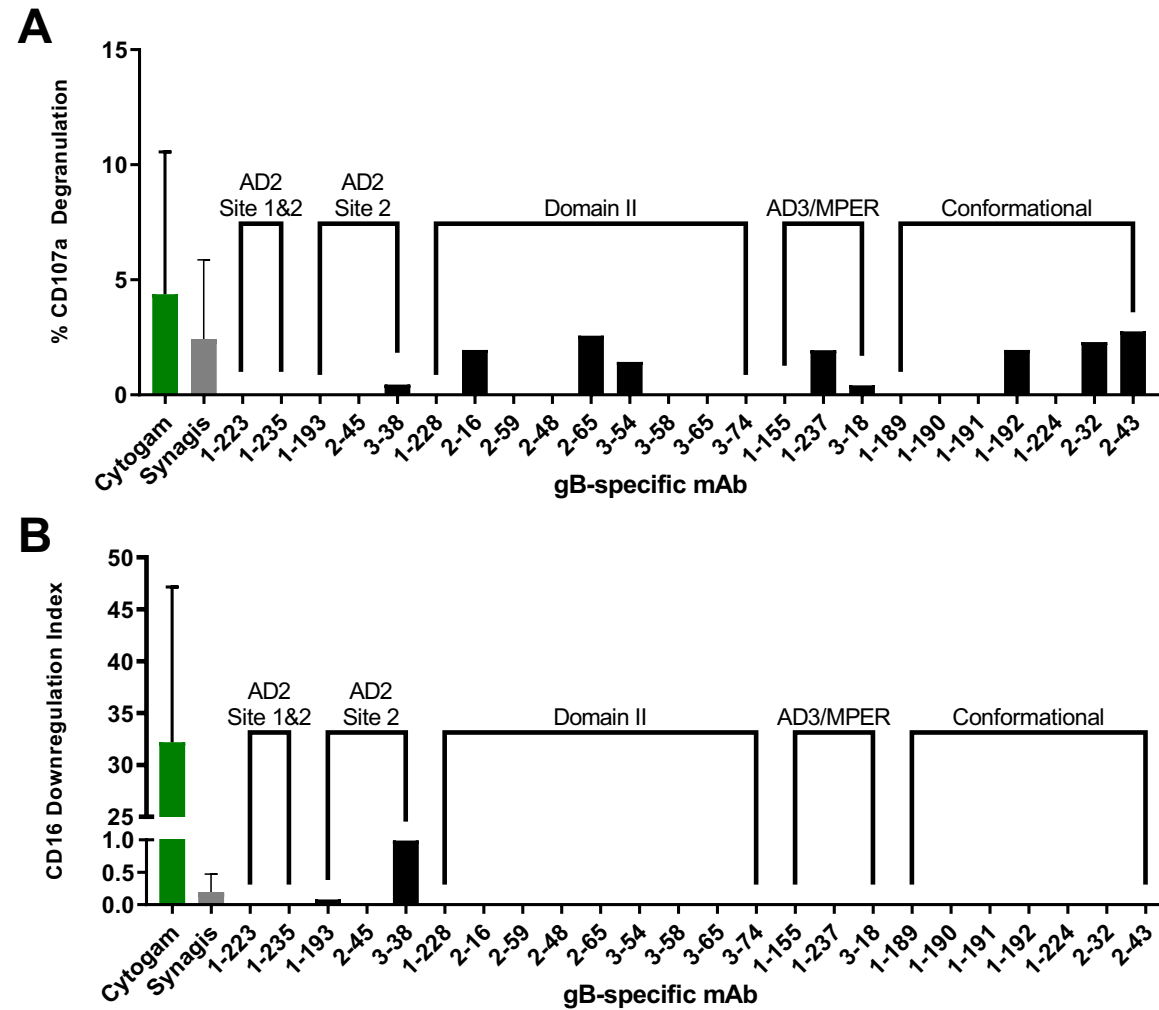 A
% CD107a Degranulation
15
10
5
0
AD2
Site 1&2
AD2
Site 2
Domain II
AD3/MPER
Conformational
Cytogam
Synagis
1-223
1-235
1-193
2-45
3-38
1-228
2-16
2-59
2-48
2-65
3-54
3-58
3-65
3-74
1-155
1-237
3-18
1-189
1-190
1-191
1-192
1-224
2-32
2-43
gB-specific mAb
B
CD16 Downregulation Index
50
45
40
35
30
25
1.0
0.5
0.0
AD2
Site 1&2
AD2
Site 2
Domain II
AD3/MPER
Conformational
Cytogam
Synagis
1-223
1-235
1-193
2-45
3-38
1-228
2-16
2-59
2-48
2-65
3-54
3-58
3-65
3-74
1-155
1-237
3-18
1-189
1-190
1-191
1-192
1-224
2-32
2-43
gB-specific mAb